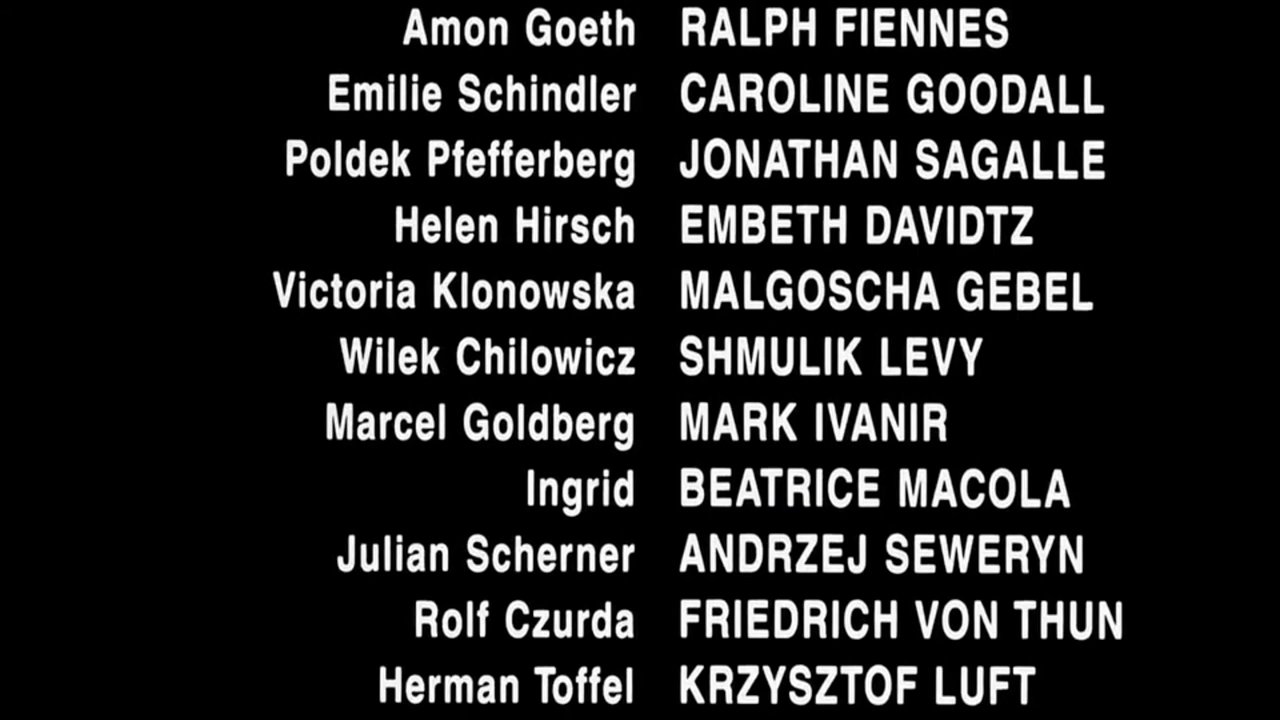 Amon Goeth RALPH FIENNES
Emilie Schindler CAROLINE GOODALL
Poldek Pfefferberg JONATHAN SAGALLE
Helen Hirsch EMBETH DAVIDTZ
Victoria Klonowska MALGOSCHA GEBEL
Wilek Chilowicz SHMULIK LEVY
Marcel Goldberg MARK IVANIR
Ingrid BEATRICE MACOLA
Julian Scherner ANDRZEJ SEWERYN
Rolf Czurda FRIEDRICH VON THUN
Herman Toffel KRZYSZTOF LUFT